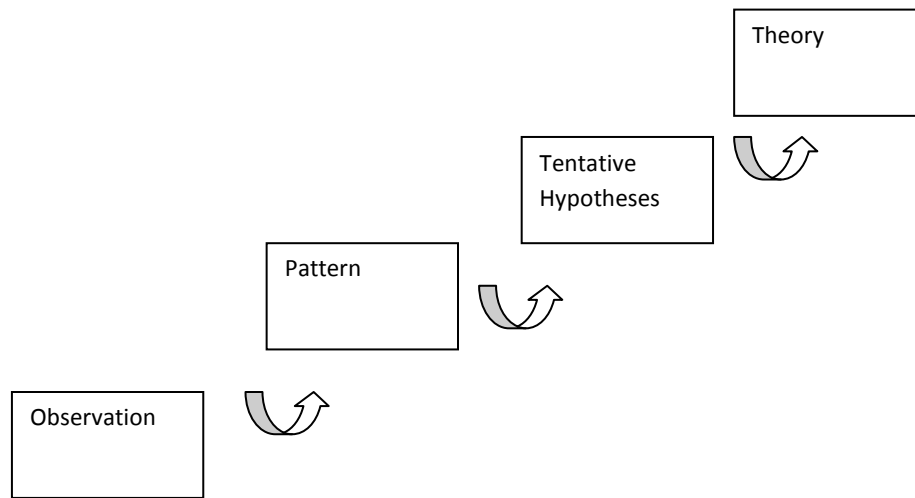 Theory
Tentative
Hypotheses
Pattern
Observation